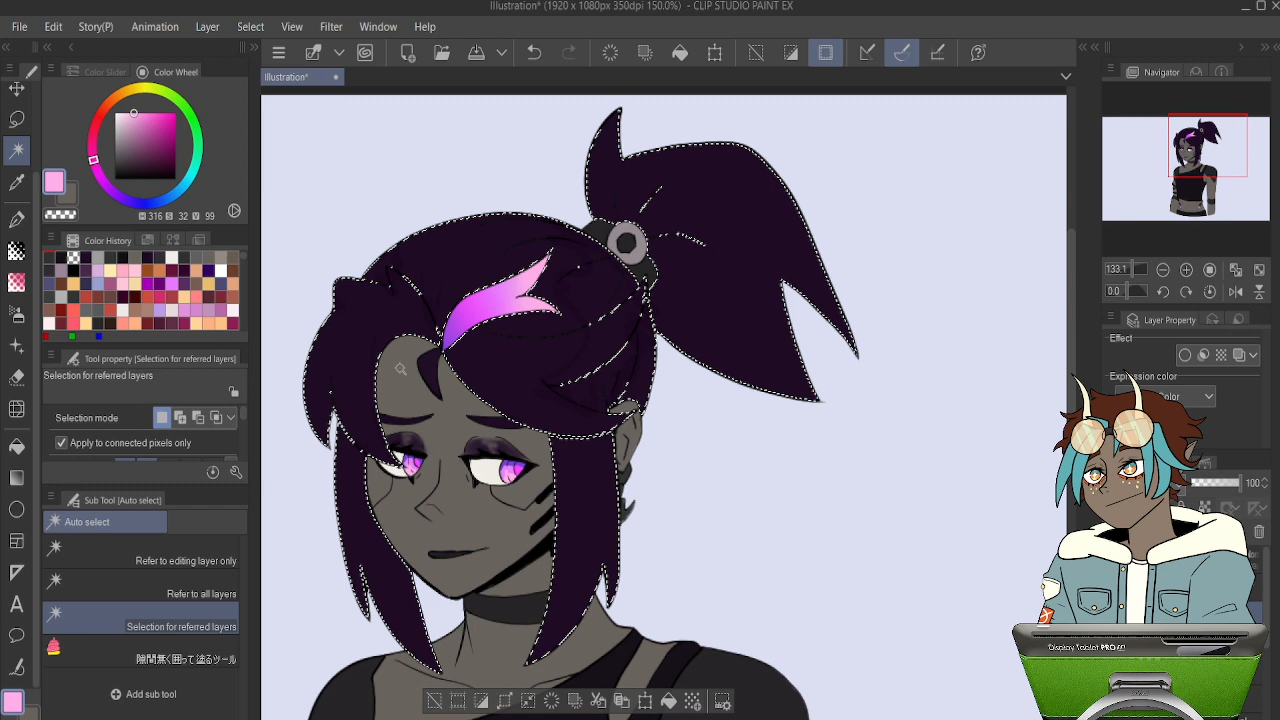 Illustration* (1920 x 1080px 350dpi 150.0%) - CLIP STUDIO PAINT EX
File Edit Story(P) Animation Layer Select View Filter Window Help
Color Slider Color Wheel
Illustration*
Navigator
H 316 S 32 V 99
Color History
133.1
0.0
Layer Property
Effect
Expression color
Tool property [Selection for referred layers]
Selection for referred layers
Selection mode
Apply to connected pixels only
100
Sub Tool [Auto select]
Auto select
Refer to editing layer only
Refer to all layers
Selection for referred layers
隙間無く囲って塗るツール
Add sub tool